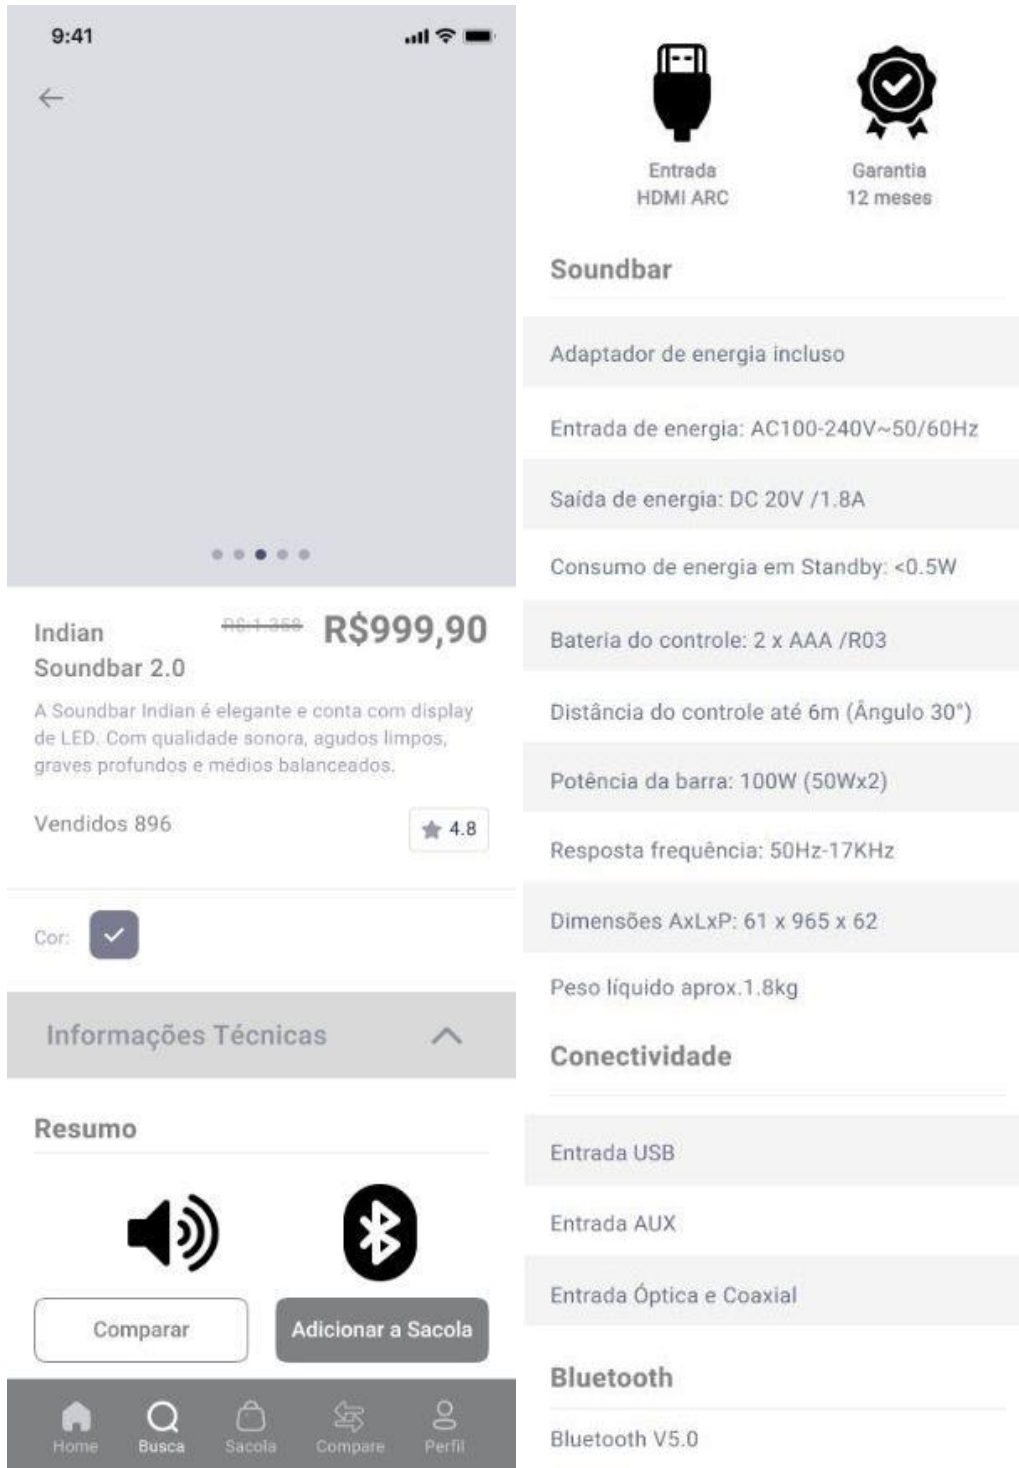 9:41
Indian
Soundbar 2.0
R$:1.358
R$999,90
A Soundbar Indian é elegante e conta com display
de LED. Com qualidade sonora, agudos limpos,
graves profundos e médios balanceados.
Vendidos 896
4.8
Cor:
Informações Técnicas
Resumo
Comparar
Adicionar a Sacola
Home
Busca
Sacola
Compare
Perfil
Entrada
HDMI ARC
Garantia
12 meses
Soundbar
Adaptador de energia incluso
Entrada de energia: AC100-240V~50/60Hz
Saída de energia: DC 20V /1.8A
Consumo de energia em Standby: <0.5W
Bateria do controle: 2 x AAA /R03
Distância do controle até 6m (Ângulo 30°)
Potência da barra: 100W (50Wx2)
Resposta frequência: 50Hz-17KHz
Dimensões AxLxP: 61 x 965 x 62
Peso líquido aprox.1.8kg
Conectividade
Entrada USB
Entrada AUX
Entrada Óptica e Coaxial
Bluetooth
Bluetooth V5.0